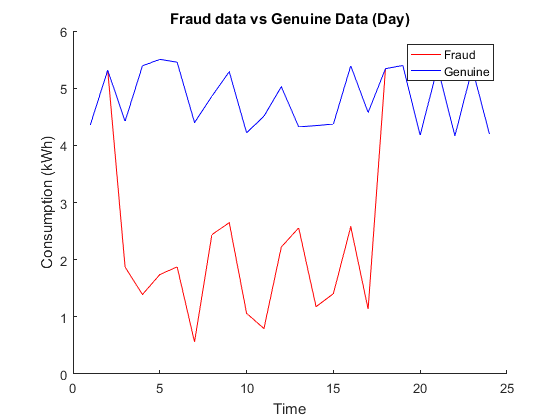 Fraud data vs Genuine Data (Day)
Fraud
Genuine
Consumption (kWh)
6
5
4
3
2
1
0
0 5 10 15 20 25
Time